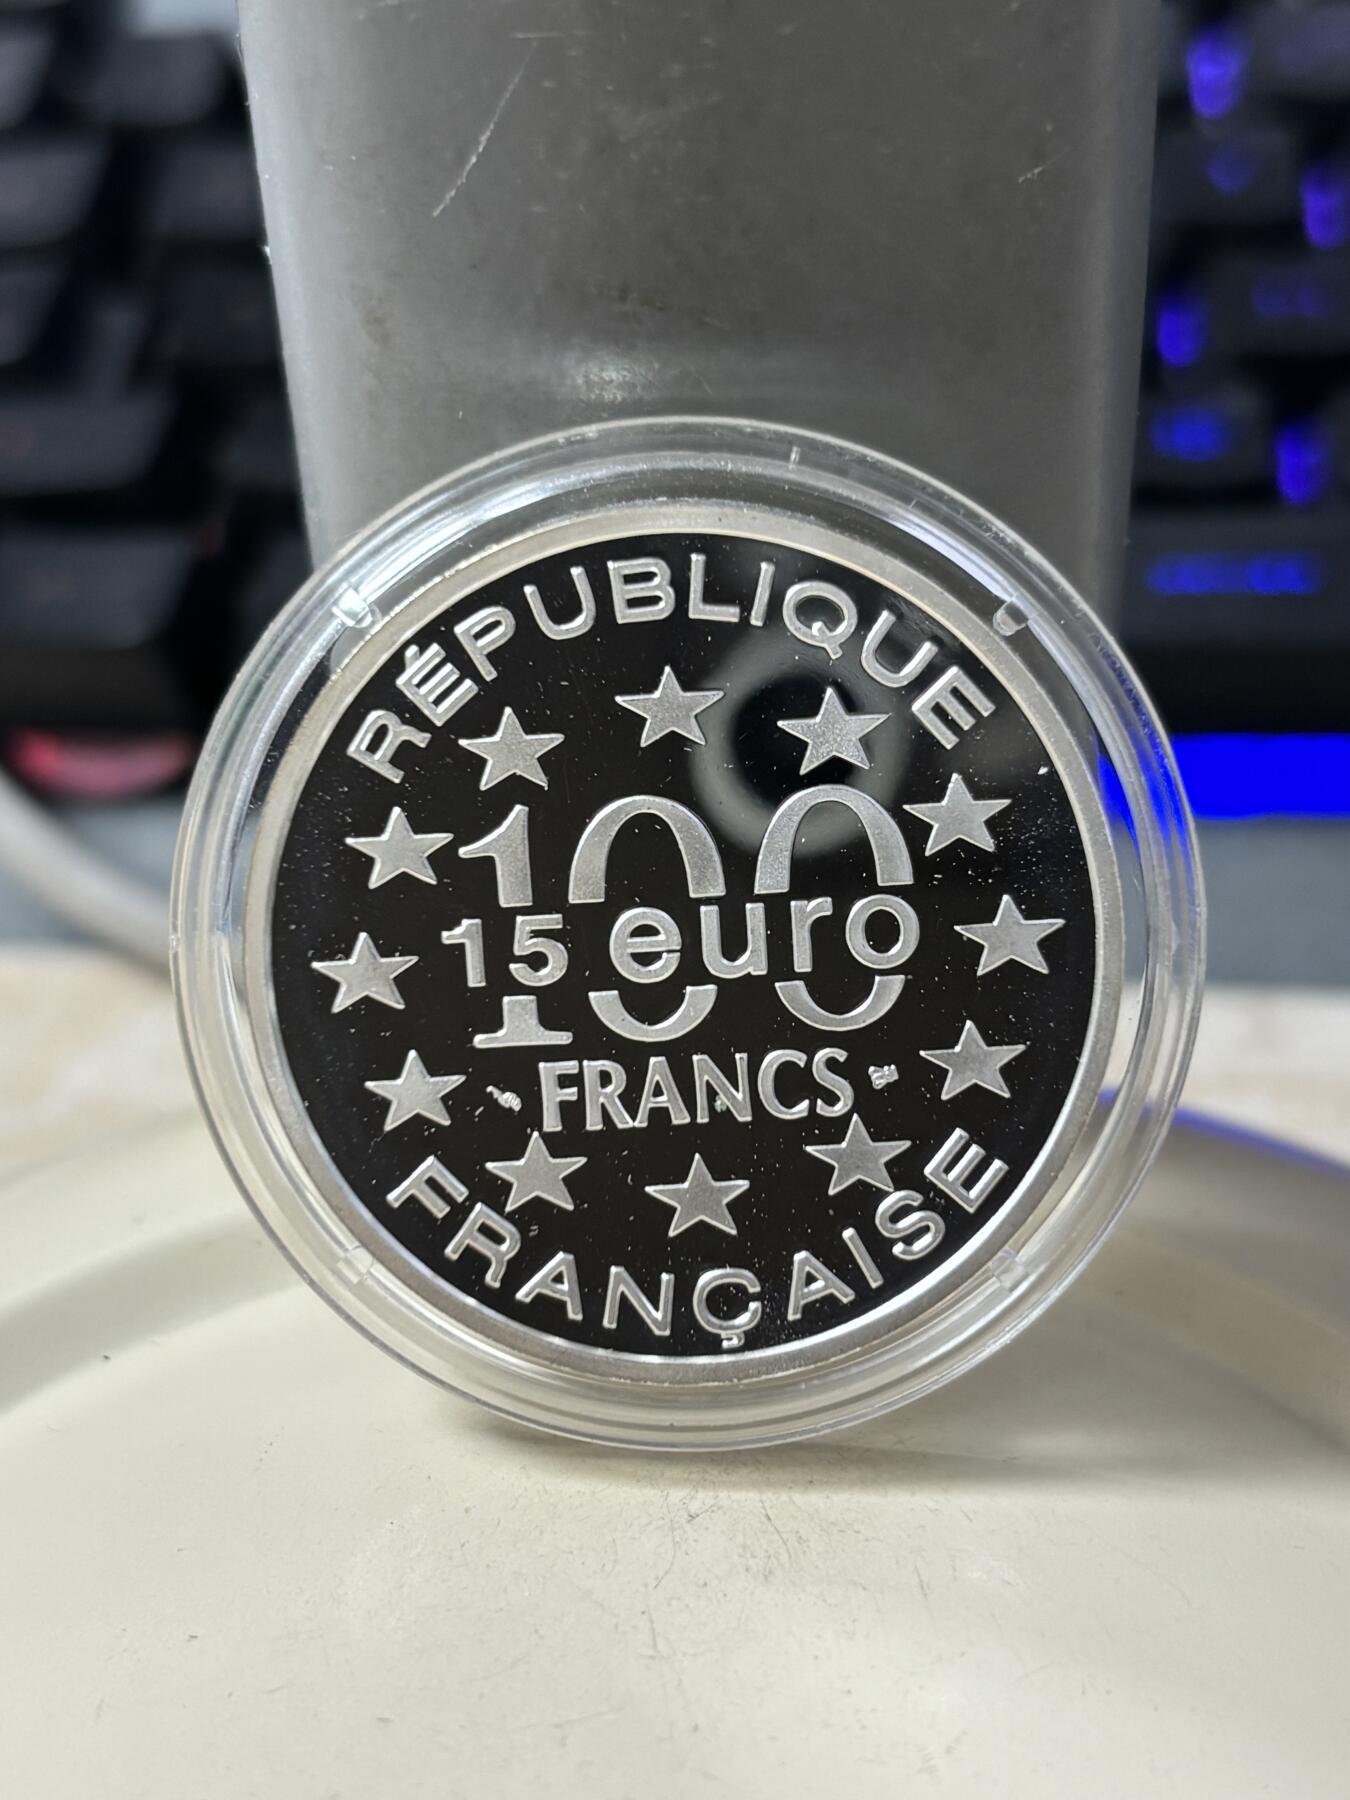 RÉPUBLIQUE
100
15 euro
FRANCS
FRANÇAISE